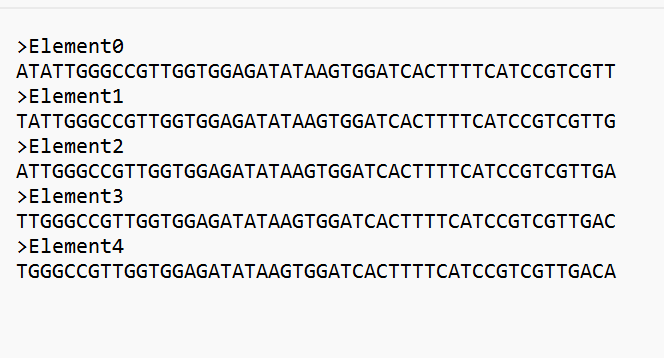 >Element0
ATATTGGGCCGTTGGTGGAGATATAAGTGGATCACTTTTCATCCGTCGTT
>Element1
TATTGGGCCGTTGGTGGAGATATAAGTGGATCACTTTTCATCCGTCGTTG
>Element2
ATTGGGCCGTTGGTGGAGATATAAGTGGATCACTTTTCATCCGTCGTTGA
>Element3
TTGGGCCGTTGGTGGAGATATAAGTGGATCACTTTTCATCCGTCGTTGAC
>Element4
TGGGCCGTTGGTGGAGATATAAGTGGATCACTTTTCATCCGTCGTTGACA